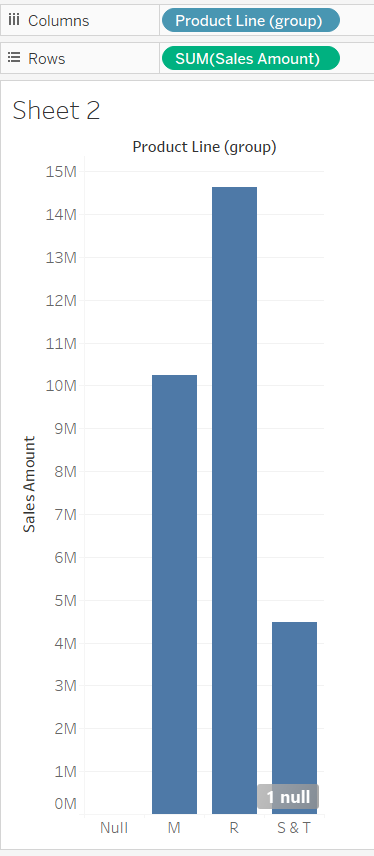 Columns
Product Line (group)
Rows
SUM(Sales Amount)
Sheet 2
Product Line (group)
15M
14M
13M
12M
11M
10M
9M
8M
7M
6M
5M
4M
3M
2M
1M
0M
Sales Amount
1 null
Null M R S & T